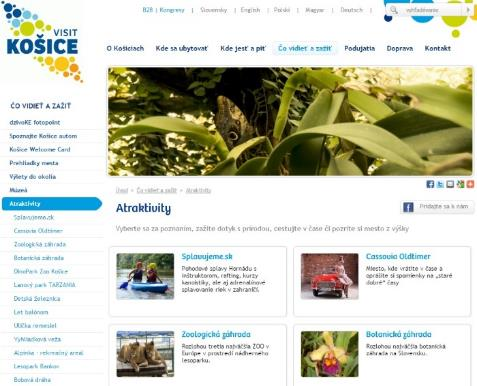 VISIT
KOŠICE
B2B | Kongresy | Slovensky | English | Polski | Magyar | Deutsch |
vyhľadávanie
O Košiciach Kde sa ubytovať Kde jesť a piť Čo vidieť a zažiť Podujatia Doprava Kontakt
ČO VIDIEŤ A ZAŽIŤ
dzivoKE fotopoint
Spoznajte Košice autom
Košice Welcome Card
Prehliadky mesta
Výlety do okolia
Múzeá
Atraktivity
Splavujeme.sk
Cassovia Oldtimer
Zoologická záhrada
Botanická záhrada
DinoPark Zoo Košice
Lanový park TARZANIA
Detská železnica
Let balónom
Ulička remesiel
Vyhliadková veža
Alpinka - rekreačný areál
Lesopark Bankov
Bobová dráha
Úvod > Čo vidieť a zažiť > Atraktivity
Atraktivity
Pridajte sa k nám
Vyberte sa za poznaním, zažite dotyk s prírodou, cestujte v čase či pozrite si mesto z výšky
Splavujeme.sk
Pohodové splavy Hornádu s
inštruktorom, rafting, kurzy
kanoistiky, ale aj adrenalínové
splavovanie riek v zahraničí.
Cassovia Oldtimer
Miesto, kde vrátite v čase a
oprášite si spomienky na „staré
dobré“ časy
Zoologická záhrada
Rozlohou tretia najväčšia ZOO v
Európe v prostredí nádherného
lesoparku.
Botanická záhrada
Rozlohou najväčšia botanická
záhrada na Slovensku.